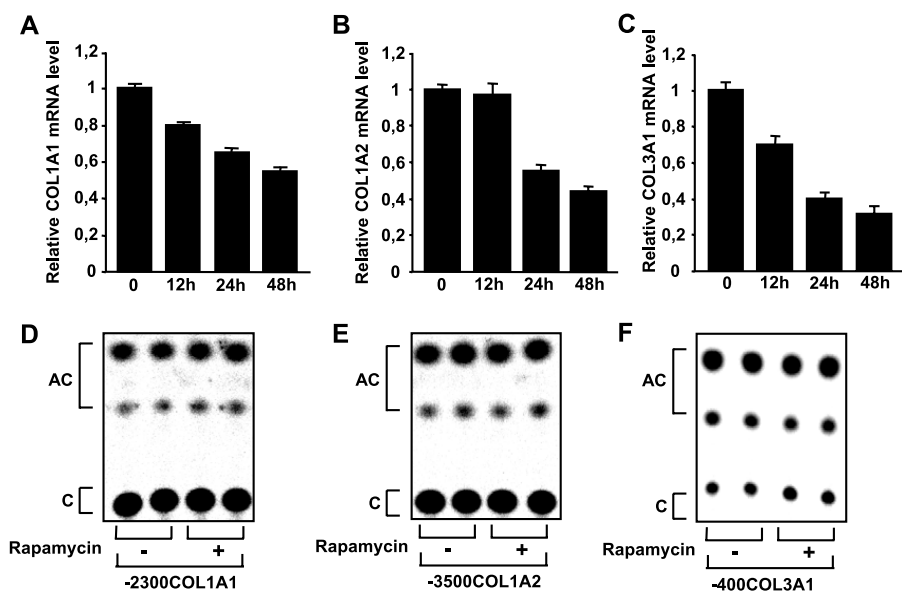 A
Relative COL1A1 mRNA level
1,2
1
0,8
0,6
0,4
0,2
0
0 12h 24h 48h
B
Relative COL1A2 mRNA level
1,2
1
0,8
0,6
0,4
0,2
0
0 12h 24h 48h
C
Relative COL3A1 mRNA level
1,2
1
0,8
0,6
0,4
0,2
0
0 12h 24h 48h
D
AC
C
Rapamycin - +
-2300COL1A1
E
AC
C
Rapamycin - +
-3500COL1A2
F
AC
C
Rapamycin - +
-400COL3A1